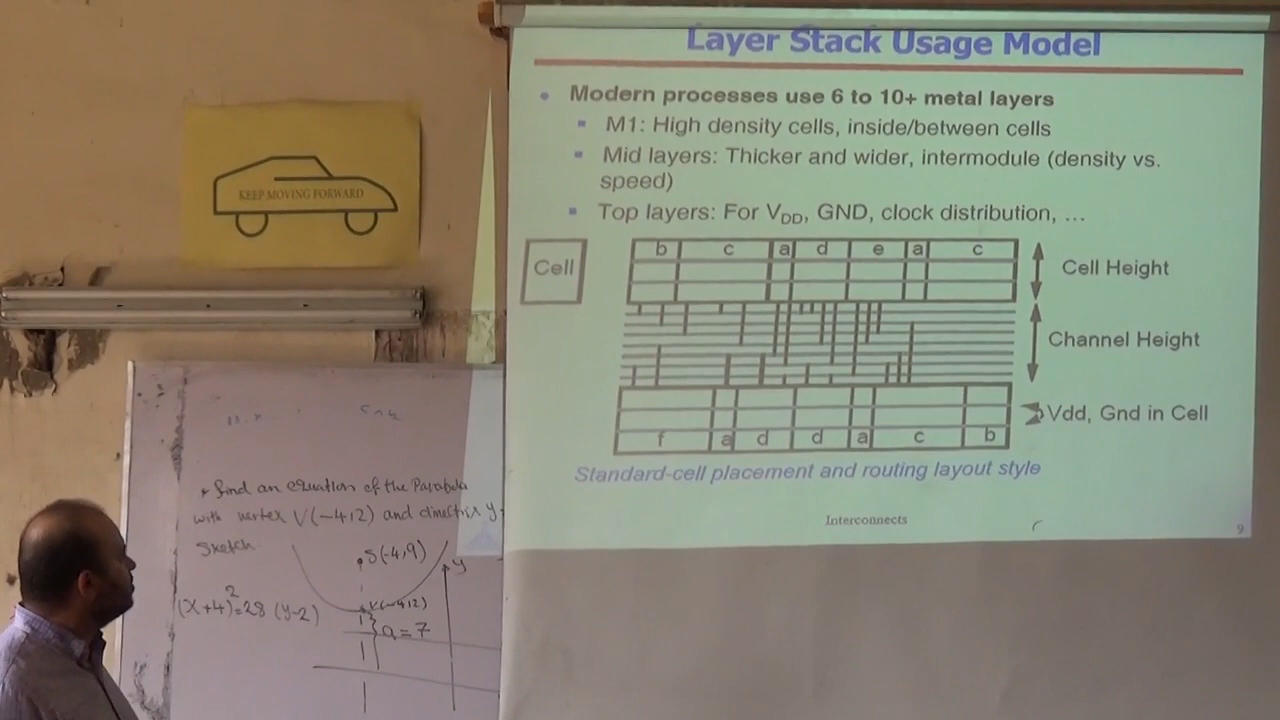 Layer Stack Usage Model
Modern processes use 6 to 10+ metal layers
M1: High density cells, inside/between cells
Mid layers: Thicker and wider, intermodule (density vs.
speed)
Top layers: For VDD, GND, clock distribution, ...
KEEP MOVING FORWARD
Cell
b c a d e a c
Cell Height
Channel Height
Vdd, Gnd in Cell
f a d d a c b
Standard-cell placement and routing layout style
Interconnects
9
* Find an equation of the Parabola
with vertex V(-4,2) and directrix y
Sketch.
S(-4,9)
y
(x+4)²=28 (y-2)
V(-4,2)
a=7